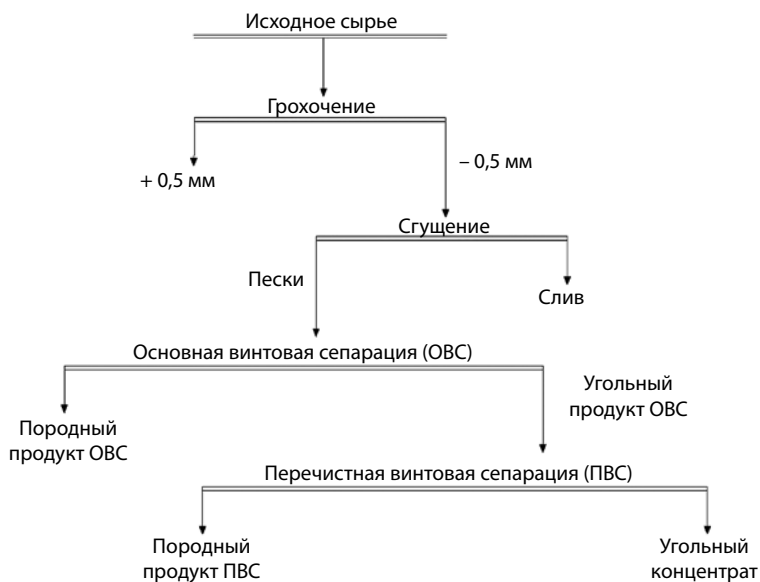 Исходное сырье
Грохочение
+ 0,5 мм
– 0,5 мм
Сгущение
Пески
Слив
Основная винтовая сепарация (ОВС)
Угольный
продукт ОВС
Породный
продукт ОВС
Перечистная винтовая сепарация (ПВС)
Породный
продукт ПВС
Угольный
концентрат